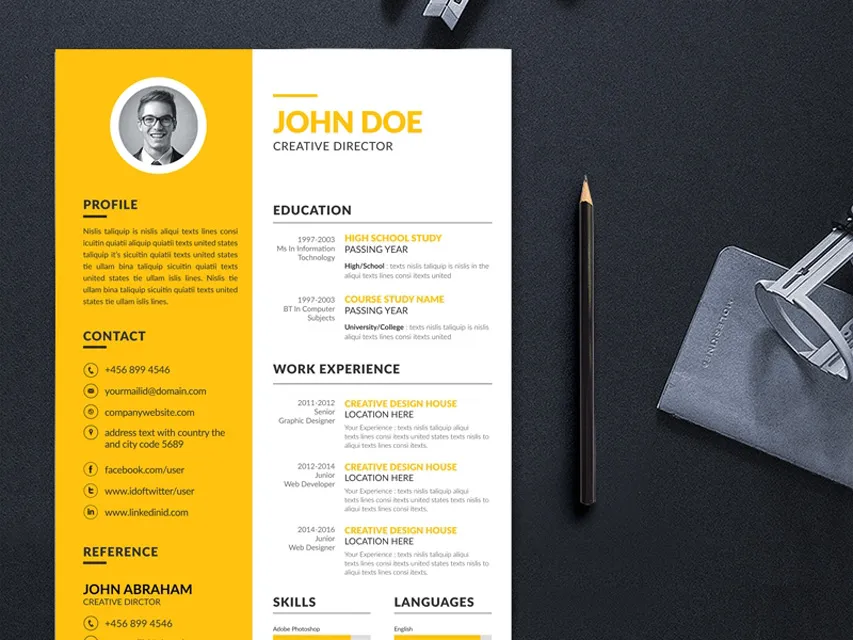 PROFILE
Nislis taliquip is nislis aliqui texts lines consi
icuitin quiatii aliquip quiatii texts united states
taliquip it's sicuitin quiatii texts united states
tie ullam bina taliquip sicuitin quiatii texts
united states tie ullam islis lines. Nislis tie
ullam bina taliquip sicuitin quiatii texts united
states tie ullam islis lines.
CONTACT
+456 899 4546
yourmailid@domain.com
companywebsite.com
address text with country the
and city code 5689
facebook.com/user
www.idoftwitter/user
www.linkedinid.com
REFERENCE
JOHN ABRAHAM
CREATIVE DIRCTOR
+456 899 4546
JOHN DOE
CREATIVE DIRECTOR
EDUCATION
1997-2003
Ms In Information
Tochnology
HIGH SCHOOL STUDY
PASSING YEAR
High/School : texts nislis taliquip is nislis in the
aliqui texts lines consi itexts united
1997-2003
BT In Computer
Subjects
COURSE STUDY NAME
PASSING YEAR
University/College : texts nislis taliquip is nislis
texts lines consi itexts united
WORK EXPERIENCE
2011-2012
Senior
Graphic Designer
CREATIVE DESIGN HOUSE
LOCATION HERE
Your Experience : texts nislis taliquip aliqui
texts lines consi itexts united states texts nislis to
aliqui texts lines consi itexts.
2012-2014
Junior
Web Developer
CREATIVE DESIGN HOUSE
LOCATION HERE
Your Experience : texts nislis taliquip aliqui
texts lines consi itexts united states texts nislis to
aliqui texts lines consi itexts.
2014-2016
Junior
Web Designer
CREATIVE DESIGN HOUSE
LOCATION HERE
Your Experience : texts nislis taliquip aliqui
texts lines consi itexts united states texts nislis to
aliqui texts lines consi itexts.
SKILLS
Adobe Photoshop
LANGUAGES
English
MOLESKINE